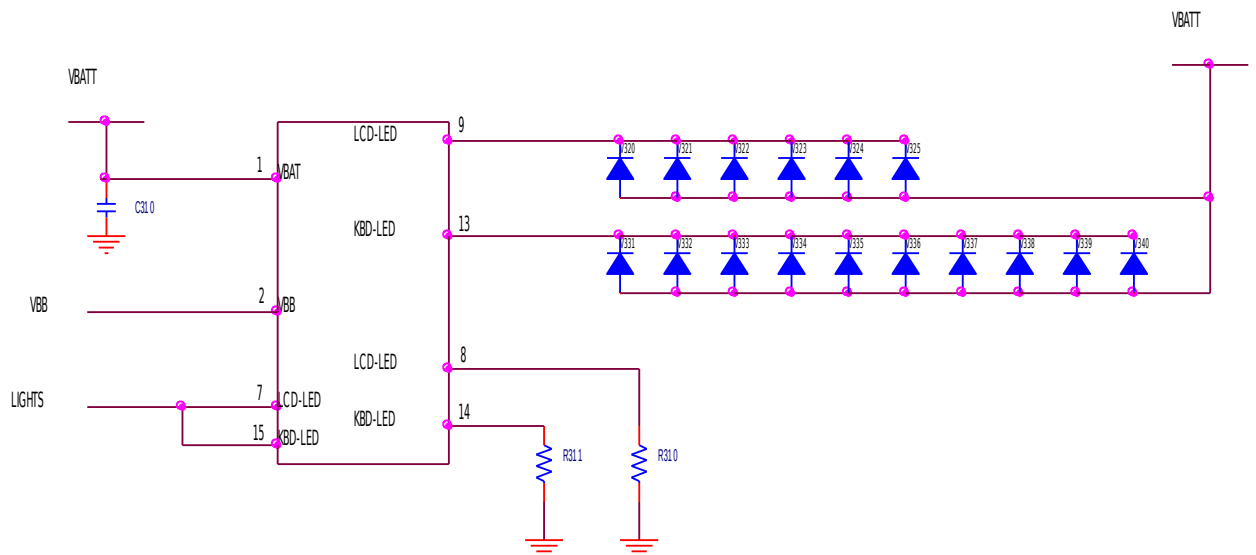 VBATT
VBATT
LCD-LED
9
V320 V321 V322 V323 V324 V325
1
VBAT
C310
KBD-LED
13
V331 V332 V333 V334 V335 V336 V337 V338 V339 V340
VBB
2
VBB
LCD-LED
8
LIGHTS
7
LCD-LED
KBD-LED
14
15
KBD-LED
R311
R310